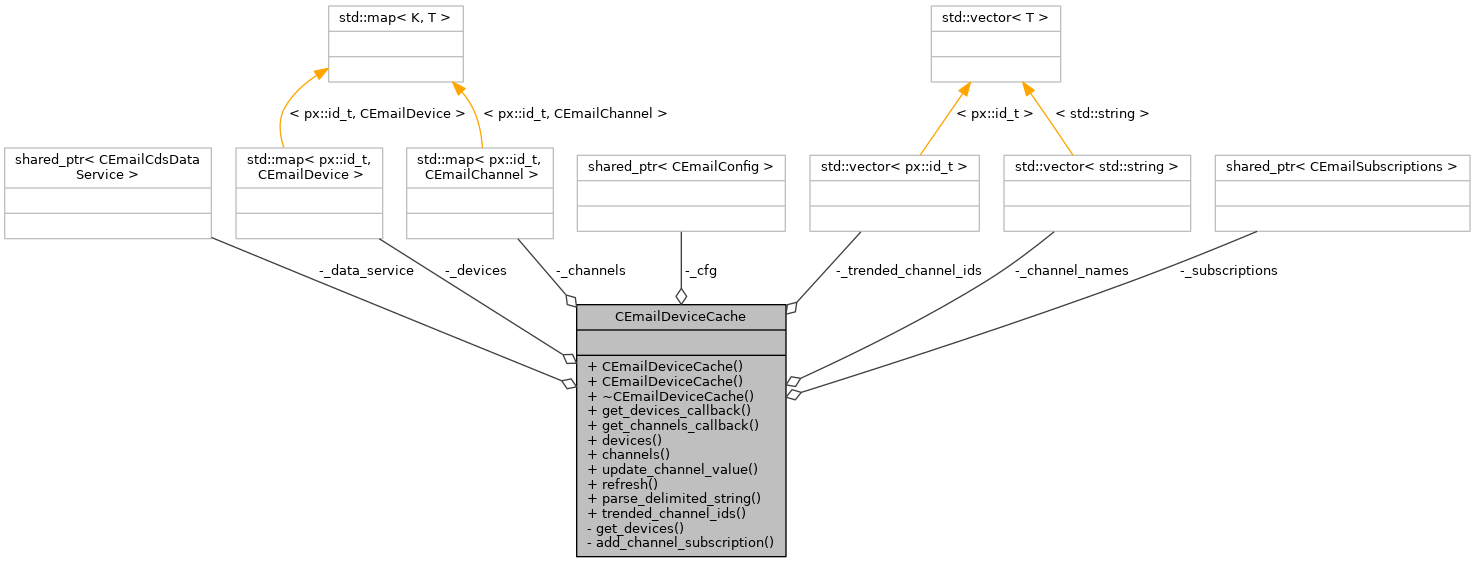 std::map< K, T >
std::vector< T >
< px::id_t, CEmailDevice >
< px::id_t, CEmailChannel >
< px::id_t >
< std::string >
shared_ptr< CEmailCdsData
Service >
std::map< px::id_t,
CEmailDevice >
std::map< px::id_t,
CEmailChannel >
shared_ptr< CEmailConfig >
std::vector< px::id_t >
std::vector< std::string >
shared_ptr< CEmailSubscriptions >
-_data_service
-_devices
-_channels
-_cfg
-_trended_channel_ids
-_channel_names
-_subscriptions
CEmailDeviceCache
+ CEmailDeviceCache()
+ CEmailDeviceCache()
+ ~CEmailDeviceCache()
+ get_devices_callback()
+ get_channels_callback()
+ devices()
+ channels()
+ update_channel_value()
+ refresh()
+ parse_delimited_string()
+ trended_channel_ids()
- get_devices()
- add_channel_subscription()